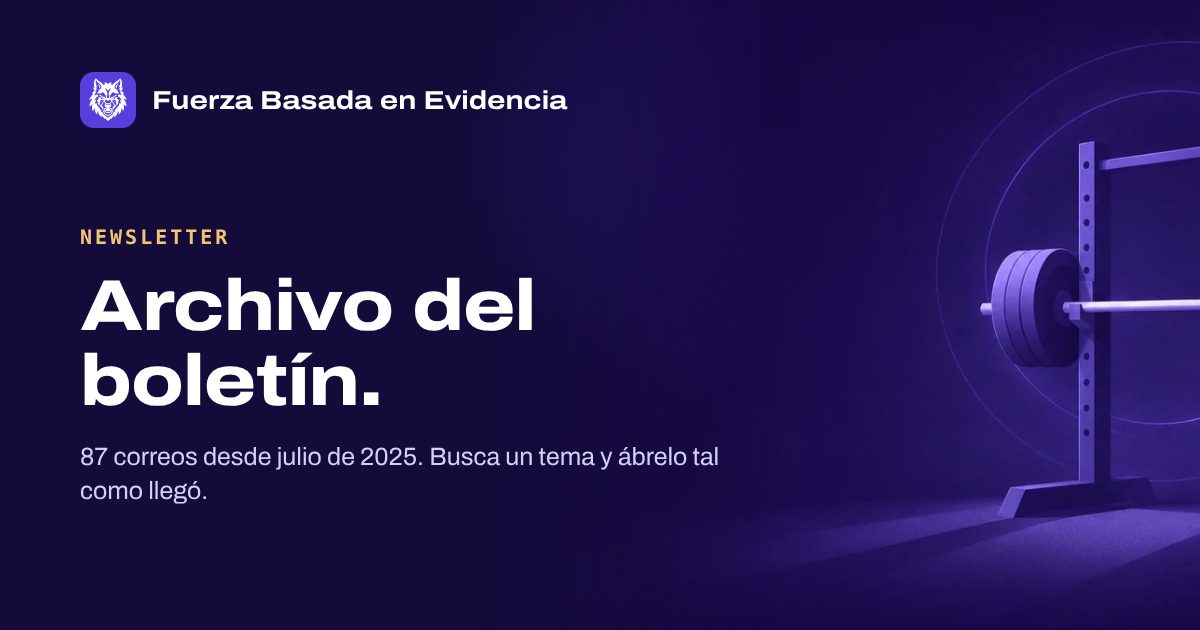 Fuerza Basada en Evidencia
NEWSLETTER
Archivo del
boletín.
87 correos desde julio de 2025. Busca un tema y ábrelo tal
como llegó.